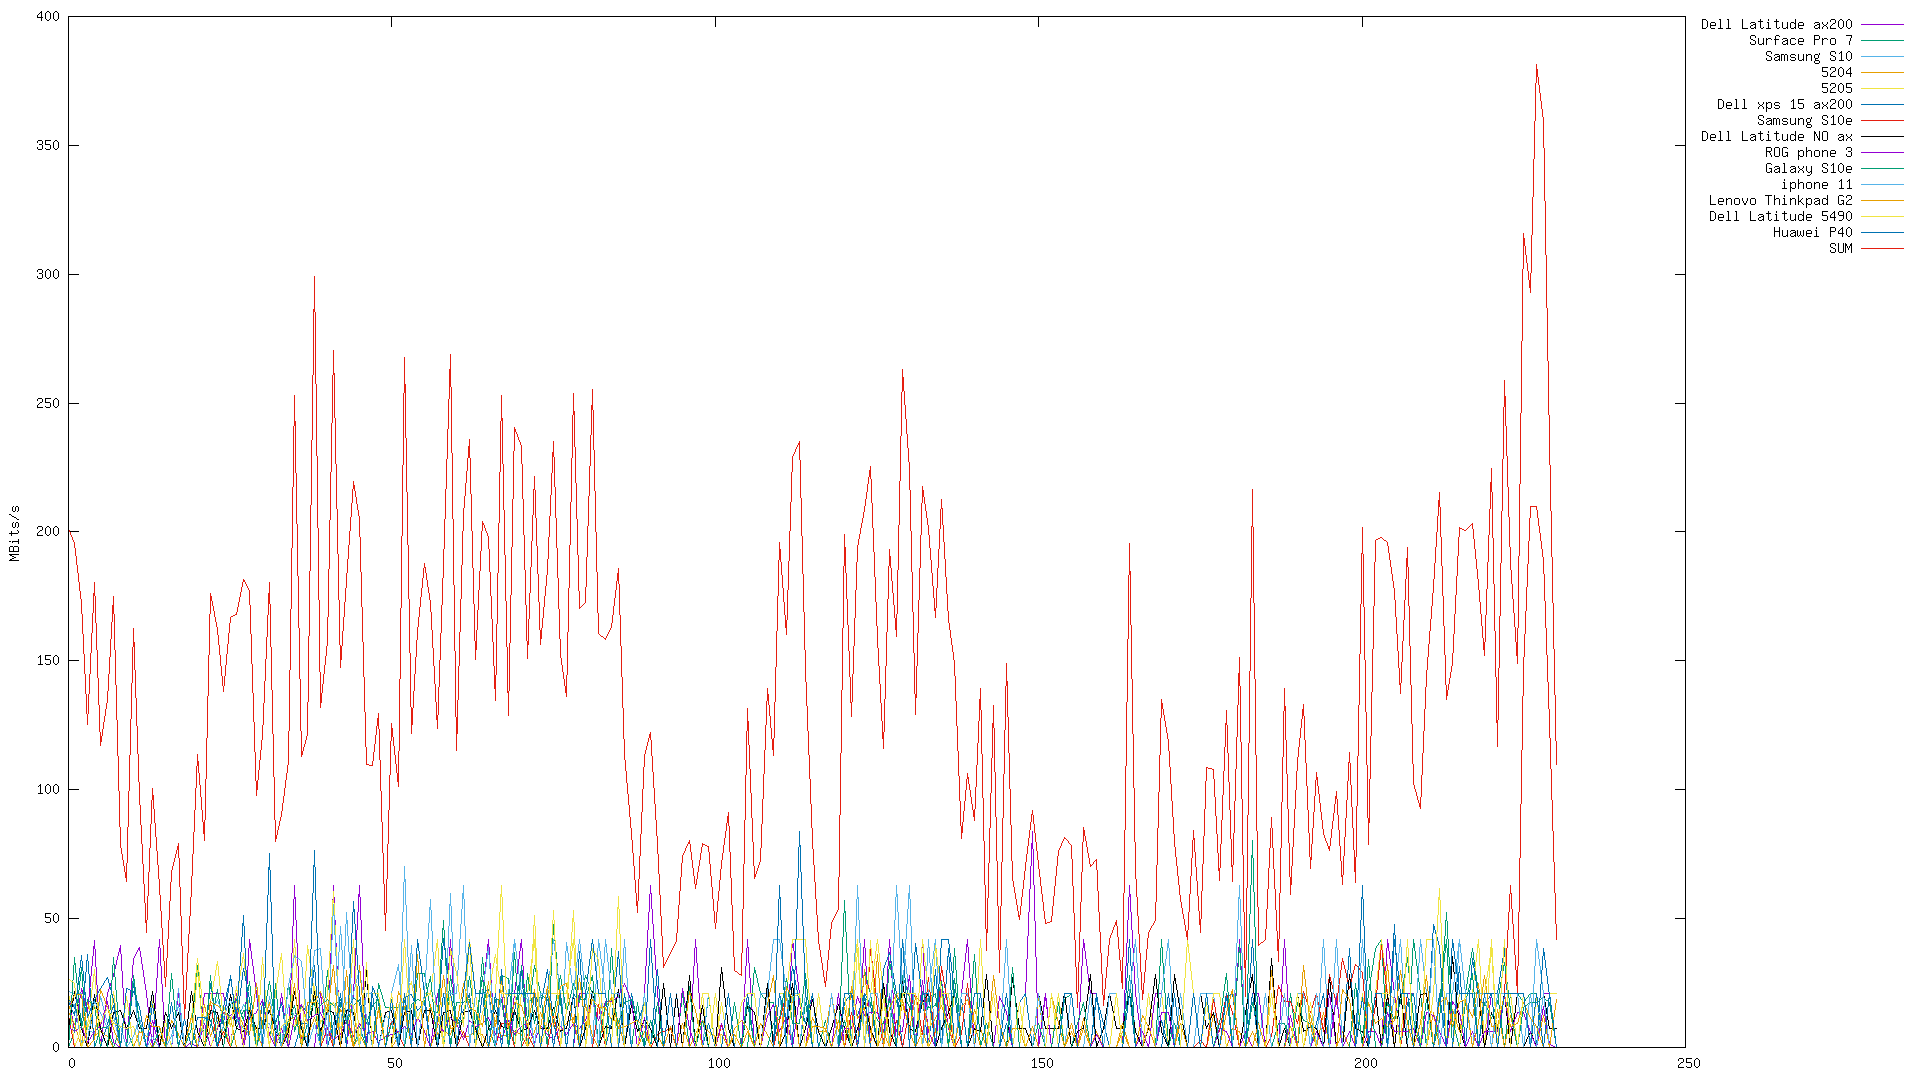 400
350
300
250
200
150
100
50
0
MBits/s
0 50 100 150 200 250
Dell Latitude ax200
Surface Pro 7
Samsung S10
5204
5205
Dell xps 15 ax200
Samsung S10e
Dell Latitude NO ax
ROG phone 3
Galaxy S10e
iphone 11
Lenovo Thinkpad G2
Dell Latitude 5490
Huawei P40
SUM